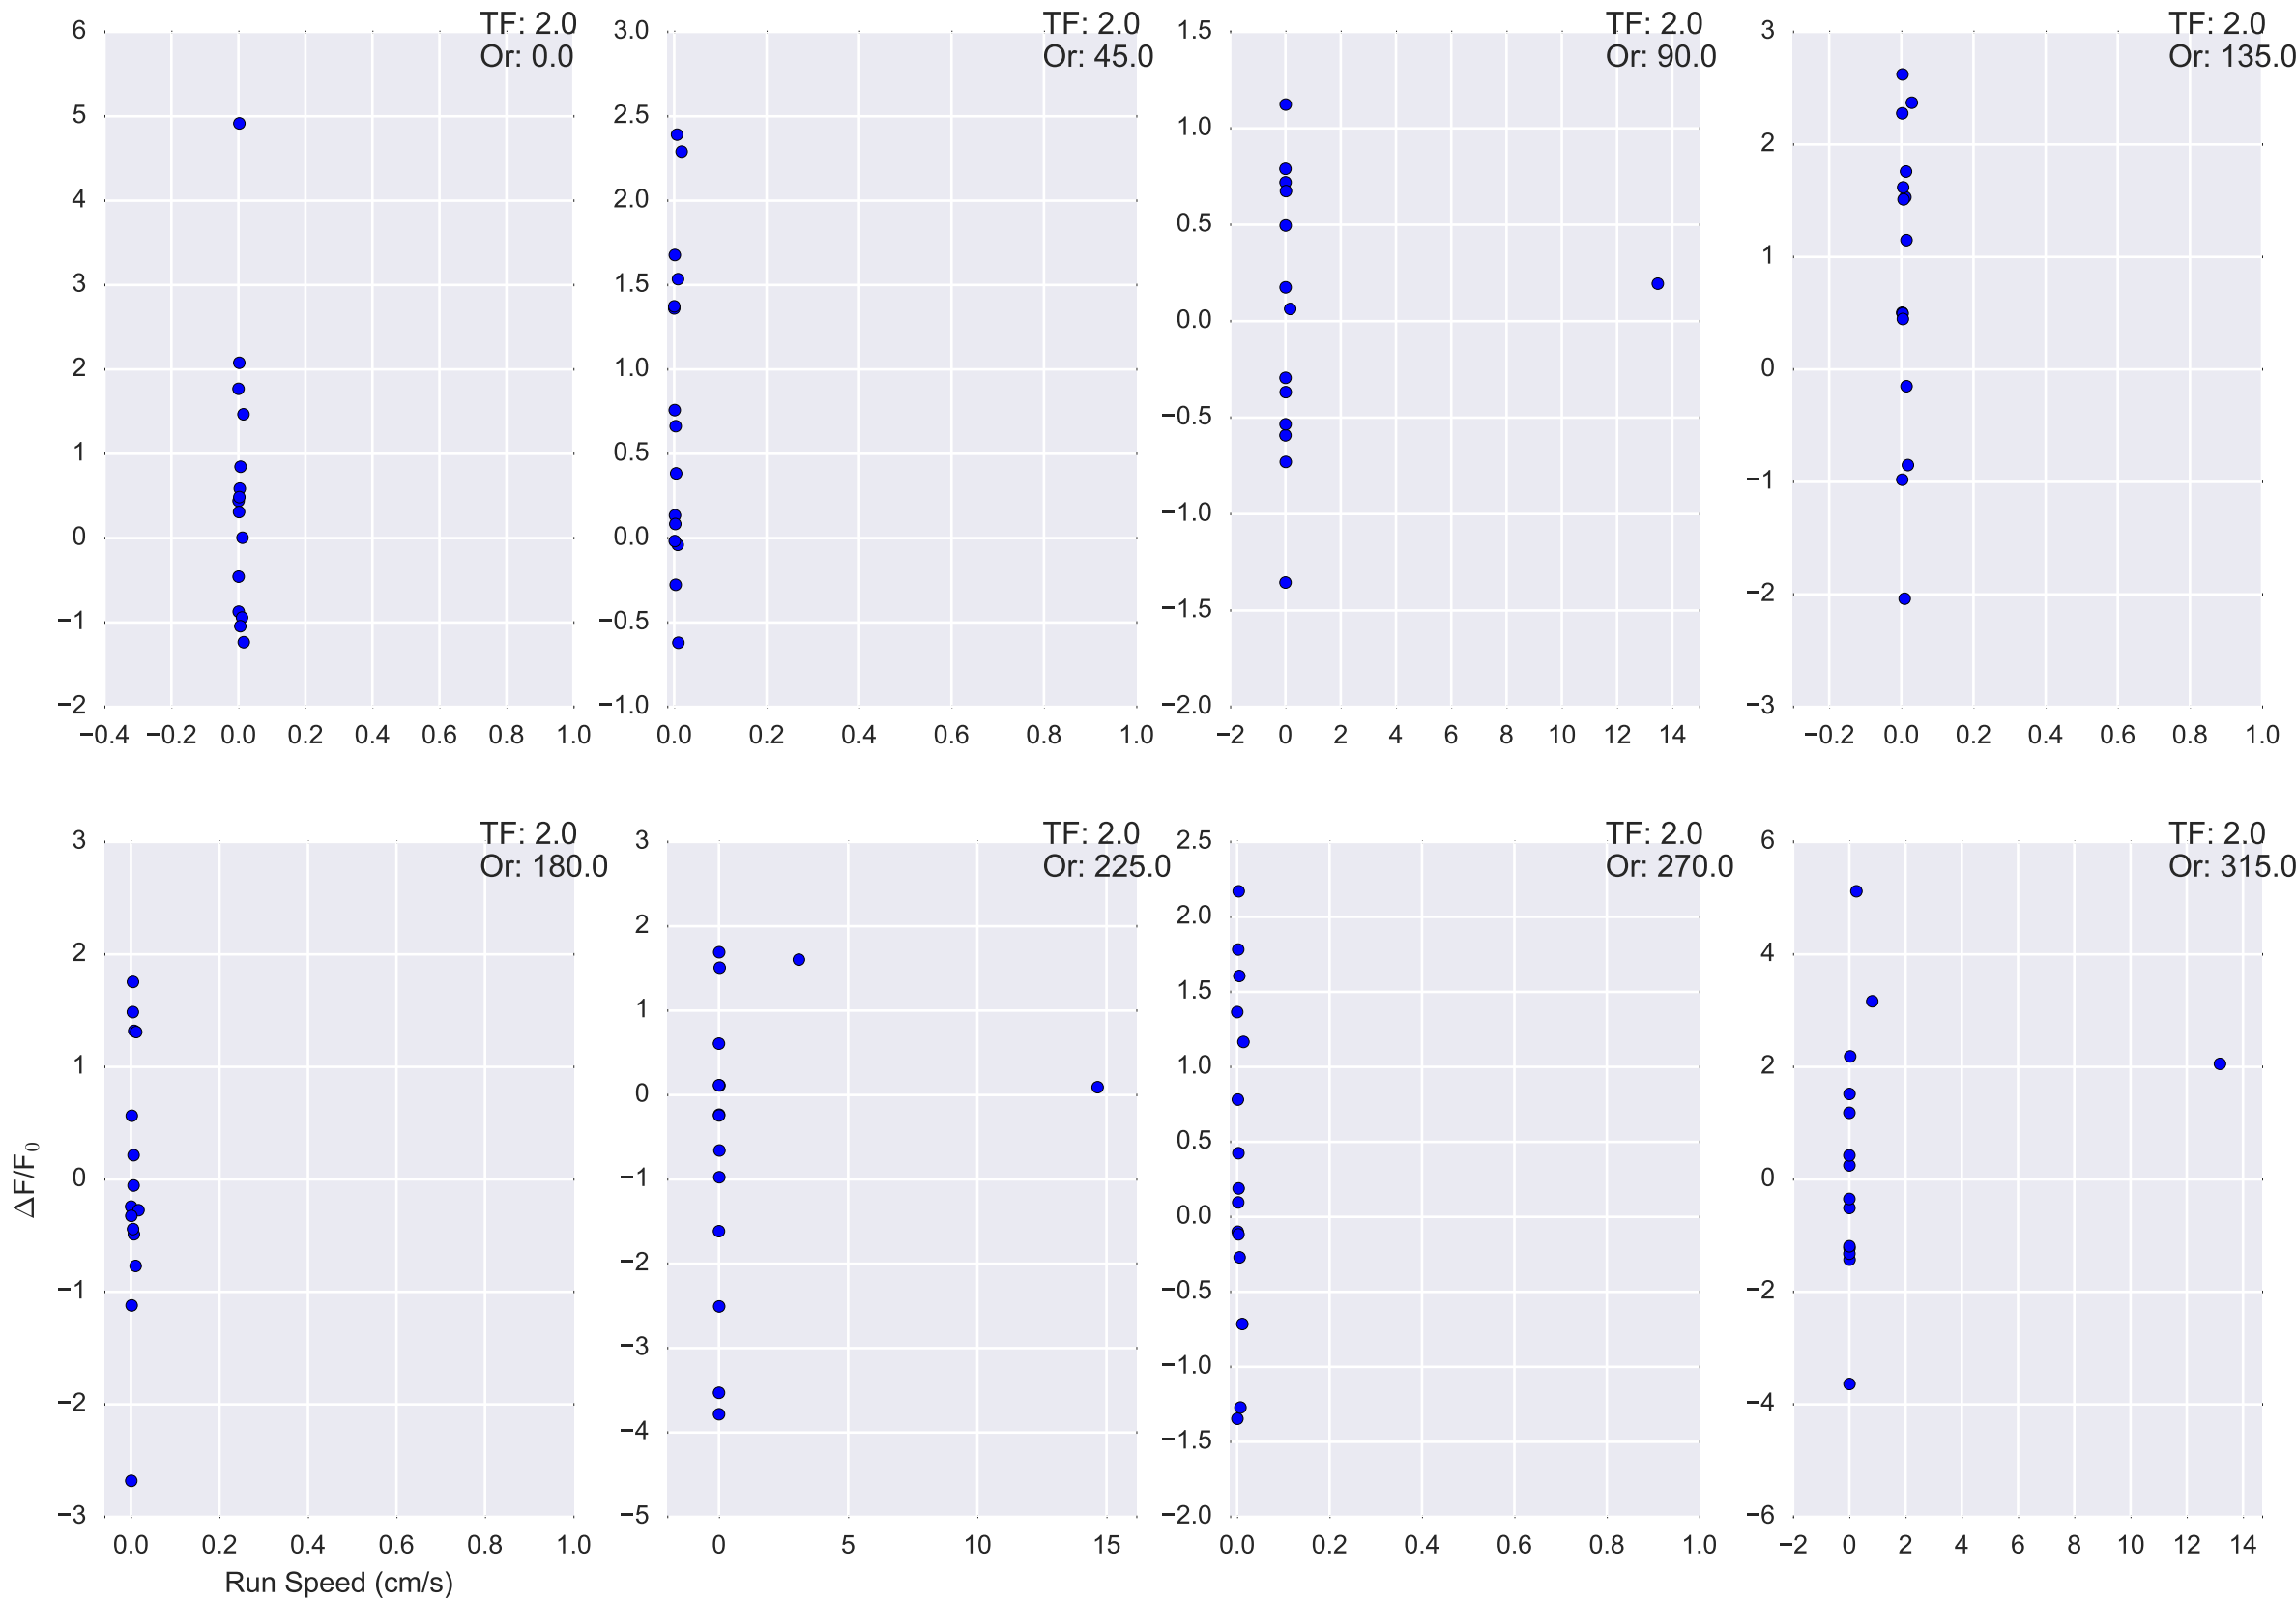 TF: 2.0
Or: 0.0
6
5
4
3
2
1
0
−1
−2
−0.4 −0.2 0.0 0.2 0.4 0.6 0.8 1.0
TF: 2.0
Or: 45.0
3.0
2.5
2.0
1.5
1.0
0.5
0.0
−0.5
−1.0
0.0 0.2 0.4 0.6 0.8 1.0
TF: 2.0
Or: 90.0
1.5
1.0
0.5
0.0
−0.5
−1.0
−1.5
−2.0
−2 0 2 4 6 8 10 12 14
TF: 2.0
Or: 135.0
3
2
1
0
−1
−2
−3
−0.2 0.0 0.2 0.4 0.6 0.8 1.0
TF: 2.0
Or: 180.0
3
2
1
0
−1
−2
−3
0.0 0.2 0.4 0.6 0.8 1.0
Run Speed (cm/s)
ΔF/F₀
TF: 2.0
Or: 225.0
3
2
1
0
−1
−2
−3
−4
−5
0 5 10 15
TF: 2.0
Or: 270.0
2.5
2.0
1.5
1.0
0.5
0.0
−0.5
−1.0
−1.5
−2.0
0.0 0.2 0.4 0.6 0.8 1.0
TF: 2.0
Or: 315.0
6
4
2
0
−2
−4
−6
−2 0 2 4 6 8 10 12 14